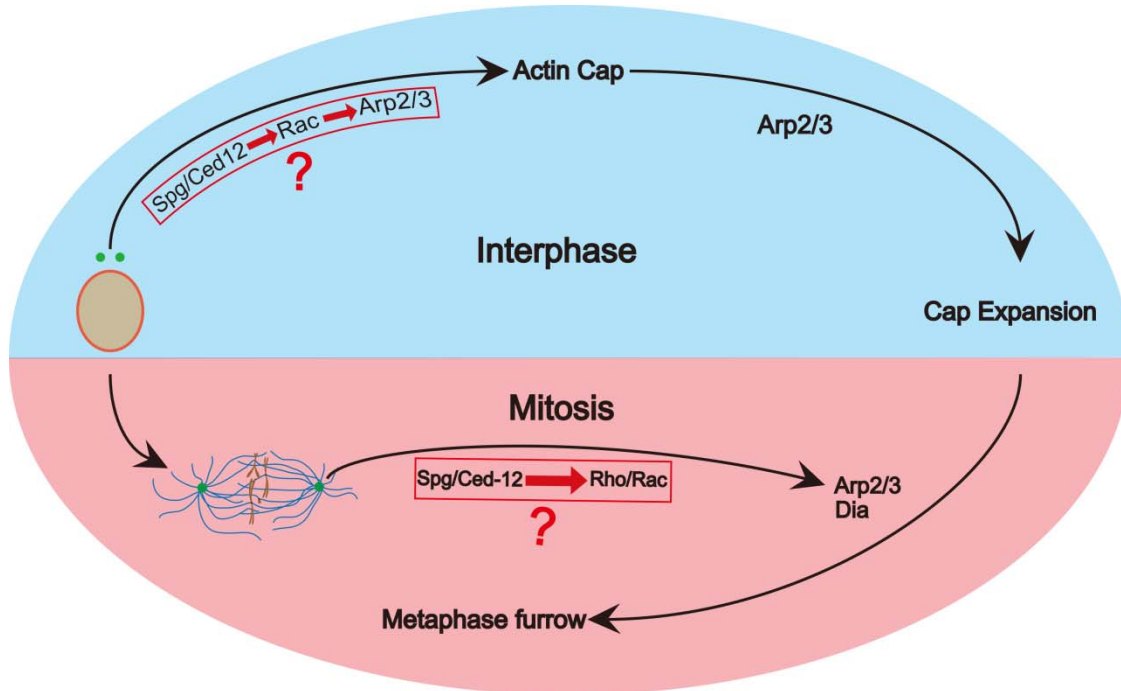 Actin Cap
Spg/Ced12 Rac Arp2/3
?
Arp2/3
Interphase
Cap Expansion
Mitosis
Spg/Ced-12 Rho/Rac
?
Arp2/3
Dia
Metaphase furrow